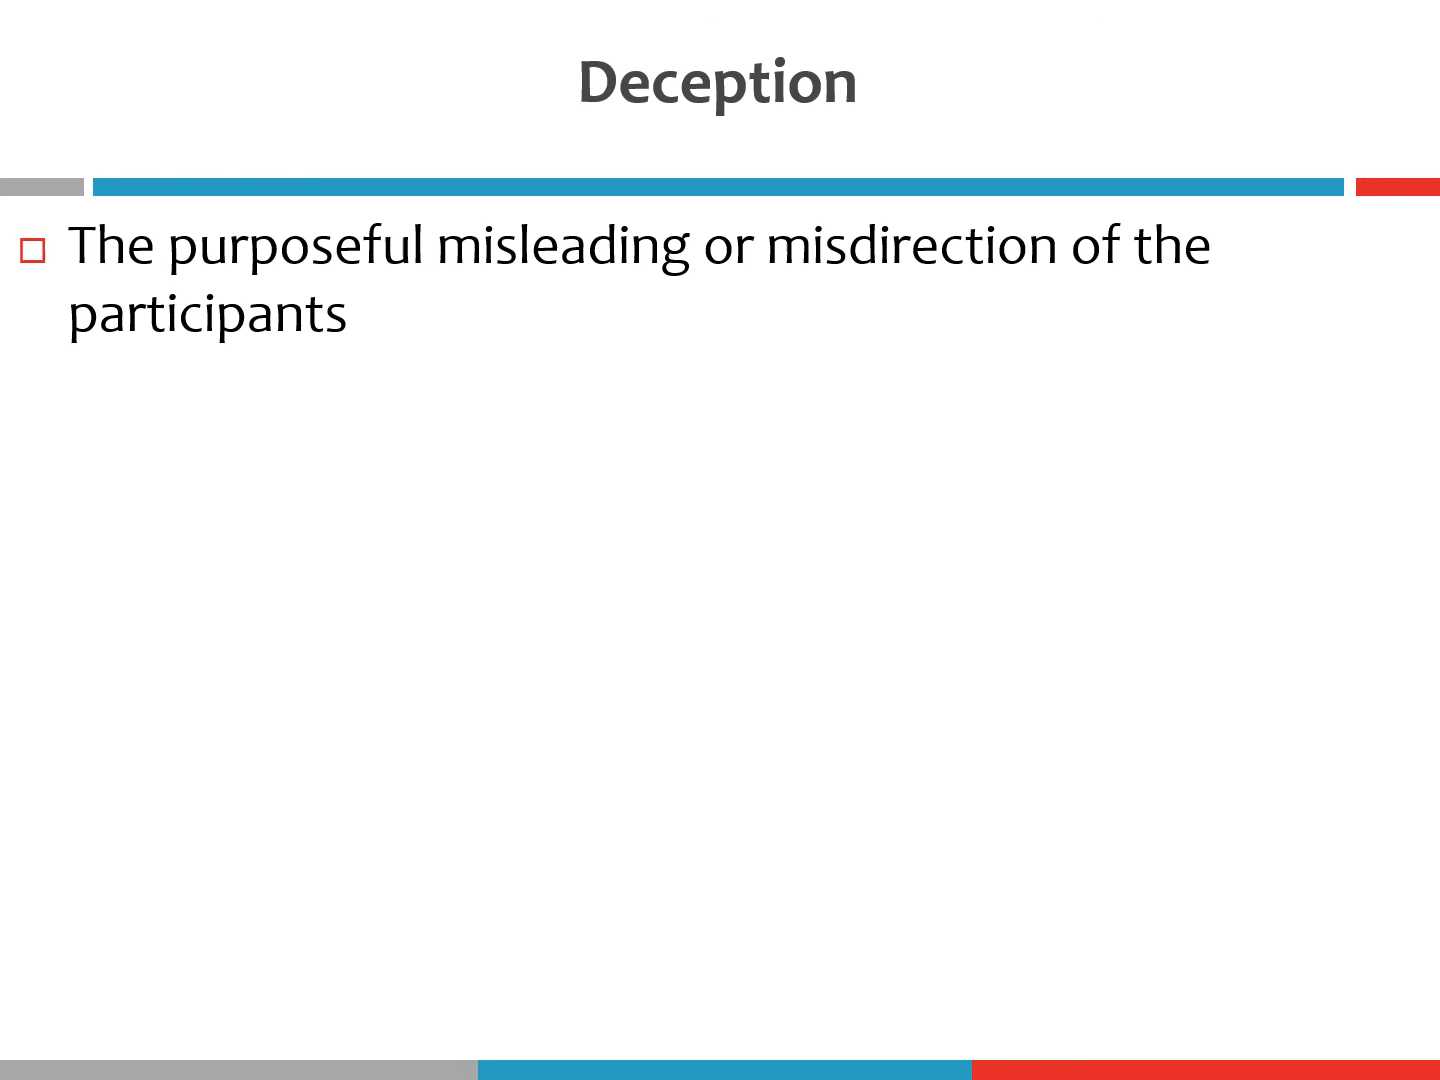 Deception
The purposeful misleading or misdirection of the
participants